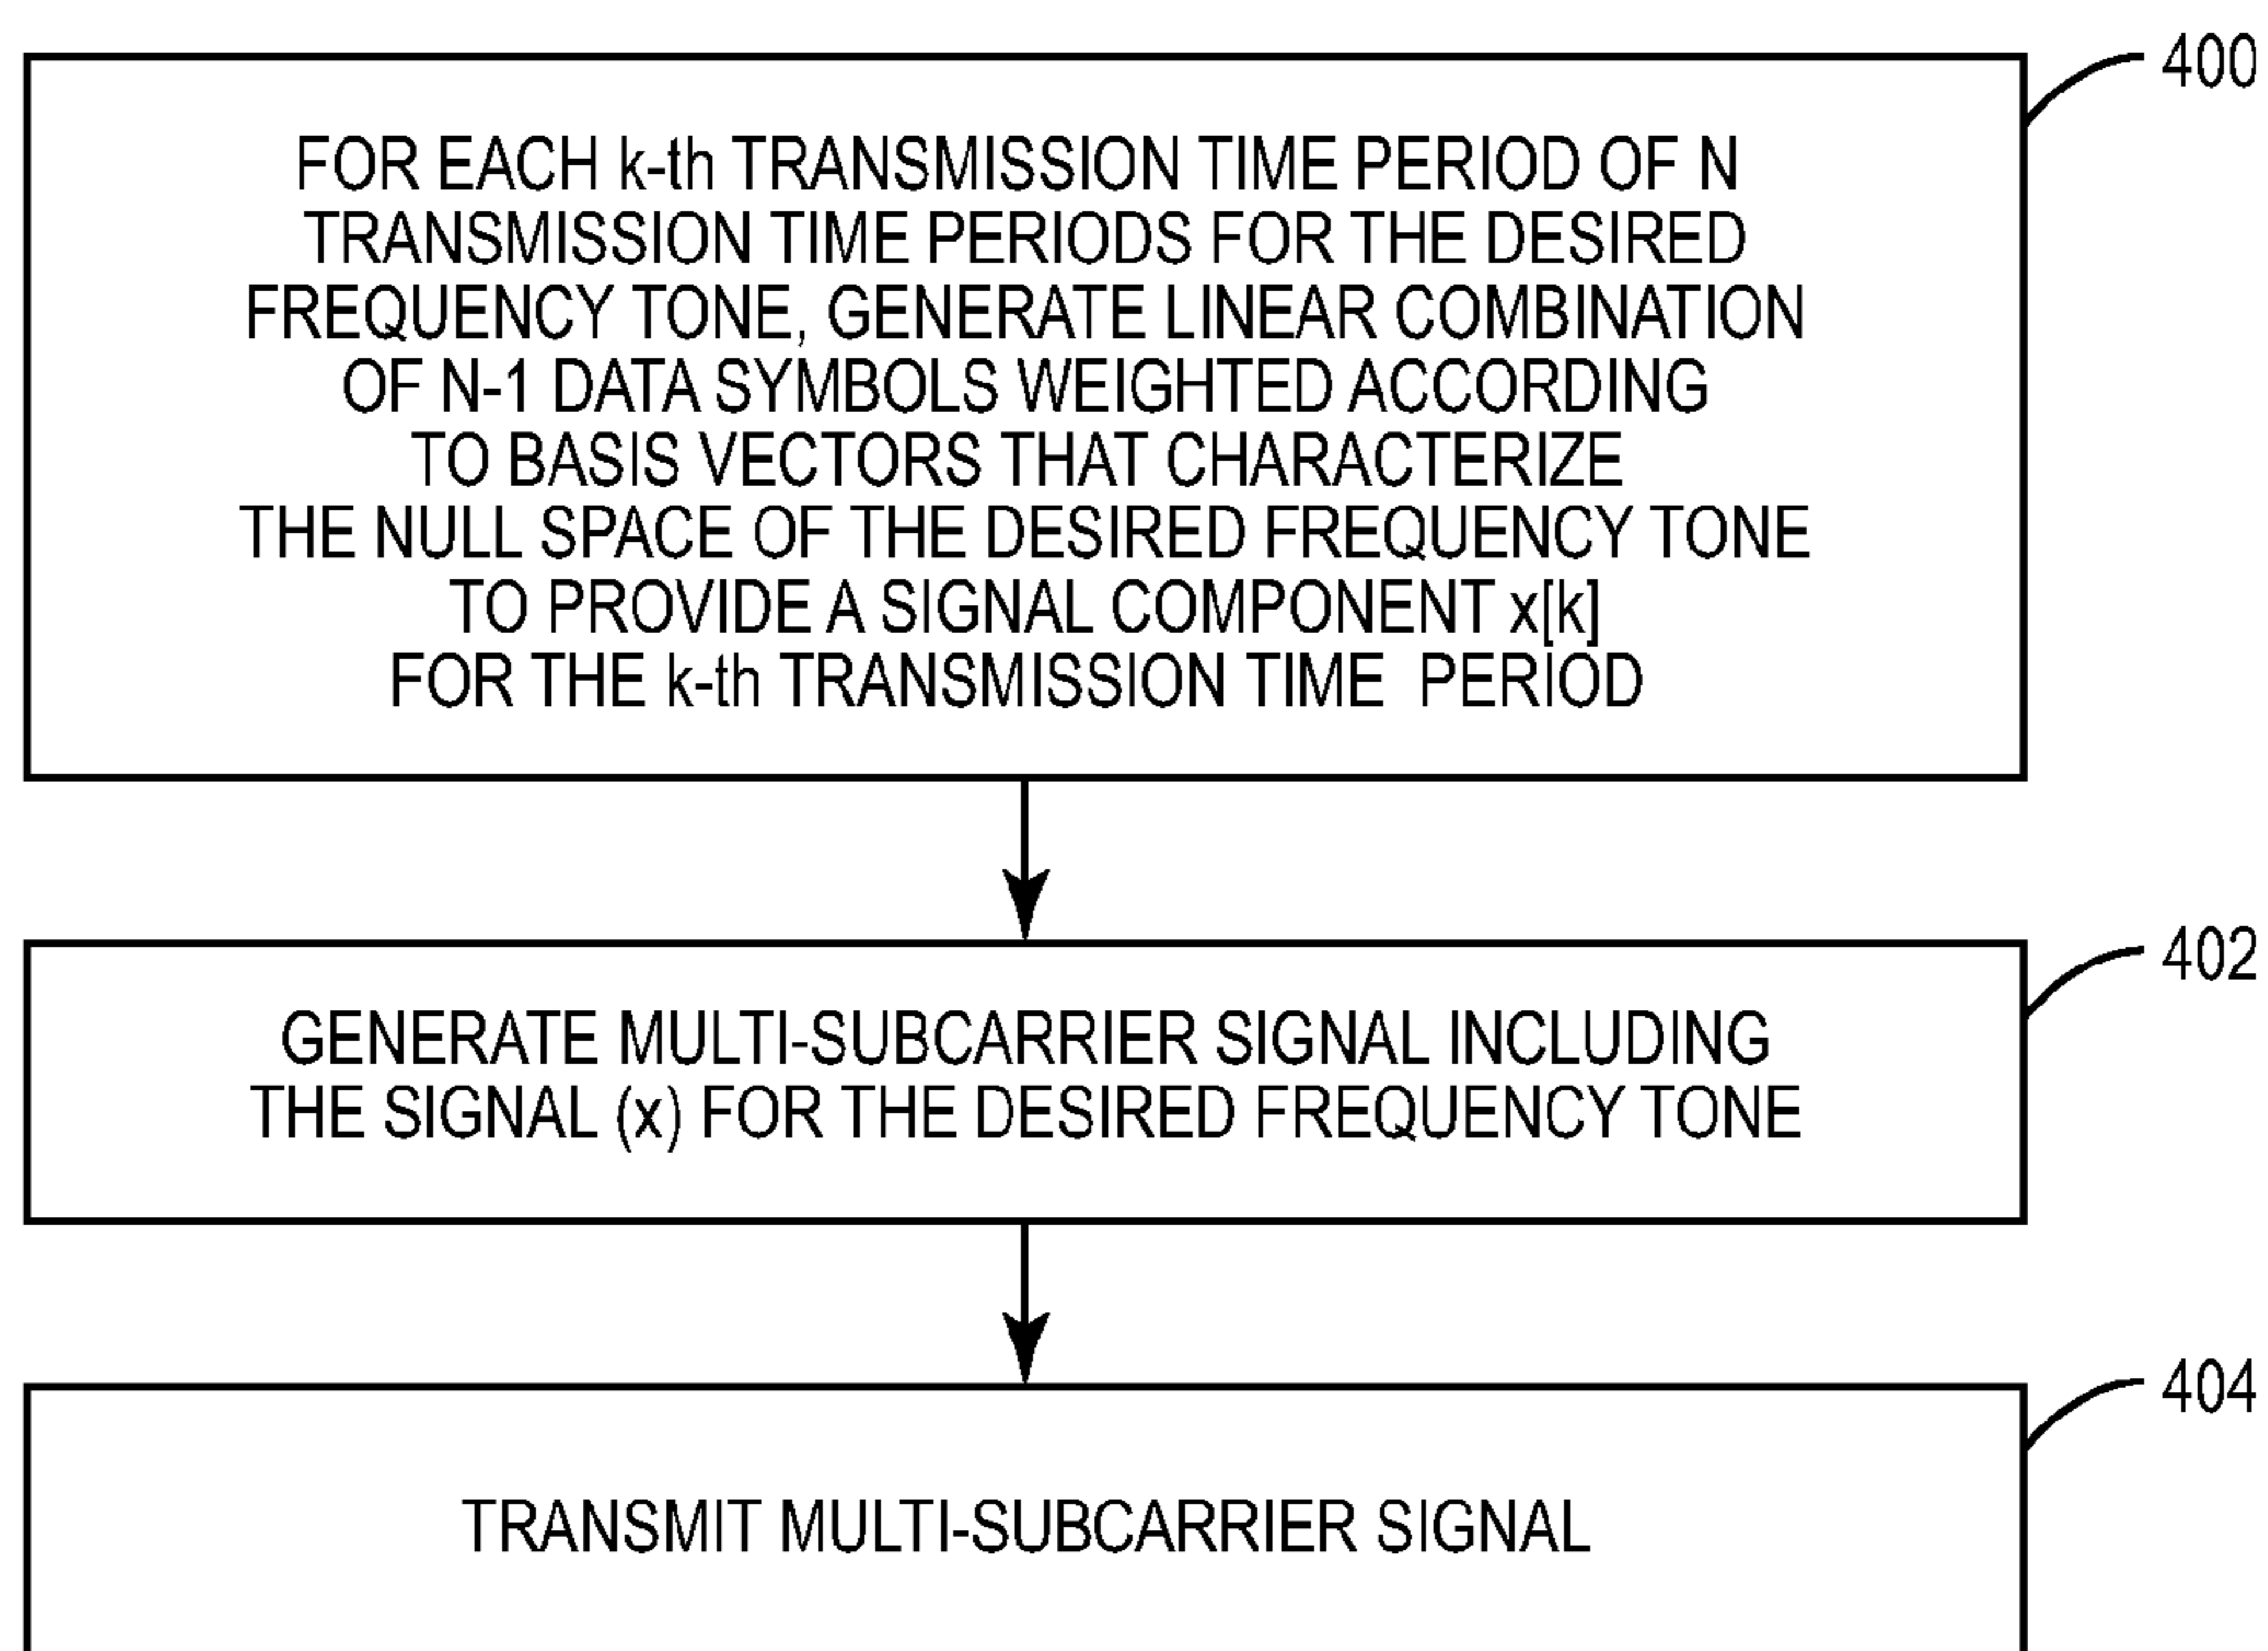 400
FOR EACH k-th TRANSMISSION TIME PERIOD OF N
TRANSMISSION TIME PERIODS FOR THE DESIRED
FREQUENCY TONE, GENERATE LINEAR COMBINATION
OF N-1 DATA SYMBOLS WEIGHTED ACCORDING
TO BASIS VECTORS THAT CHARACTERIZE
THE NULL SPACE OF THE DESIRED FREQUENCY TONE
TO PROVIDE A SIGNAL COMPONENT x[k]
FOR THE k-th TRANSMISSION TIME PERIOD
402
GENERATE MULTI-SUBCARRIER SIGNAL INCLUDING
THE SIGNAL (x) FOR THE DESIRED FREQUENCY TONE
404
TRANSMIT MULTI-SUBCARRIER SIGNAL